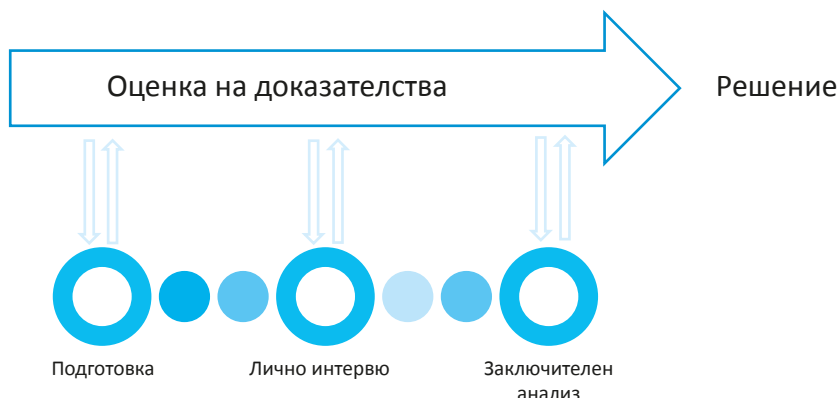 Оценка на доказателства
Решение
Подготовка
Лично интервю
Заключителен
анализ